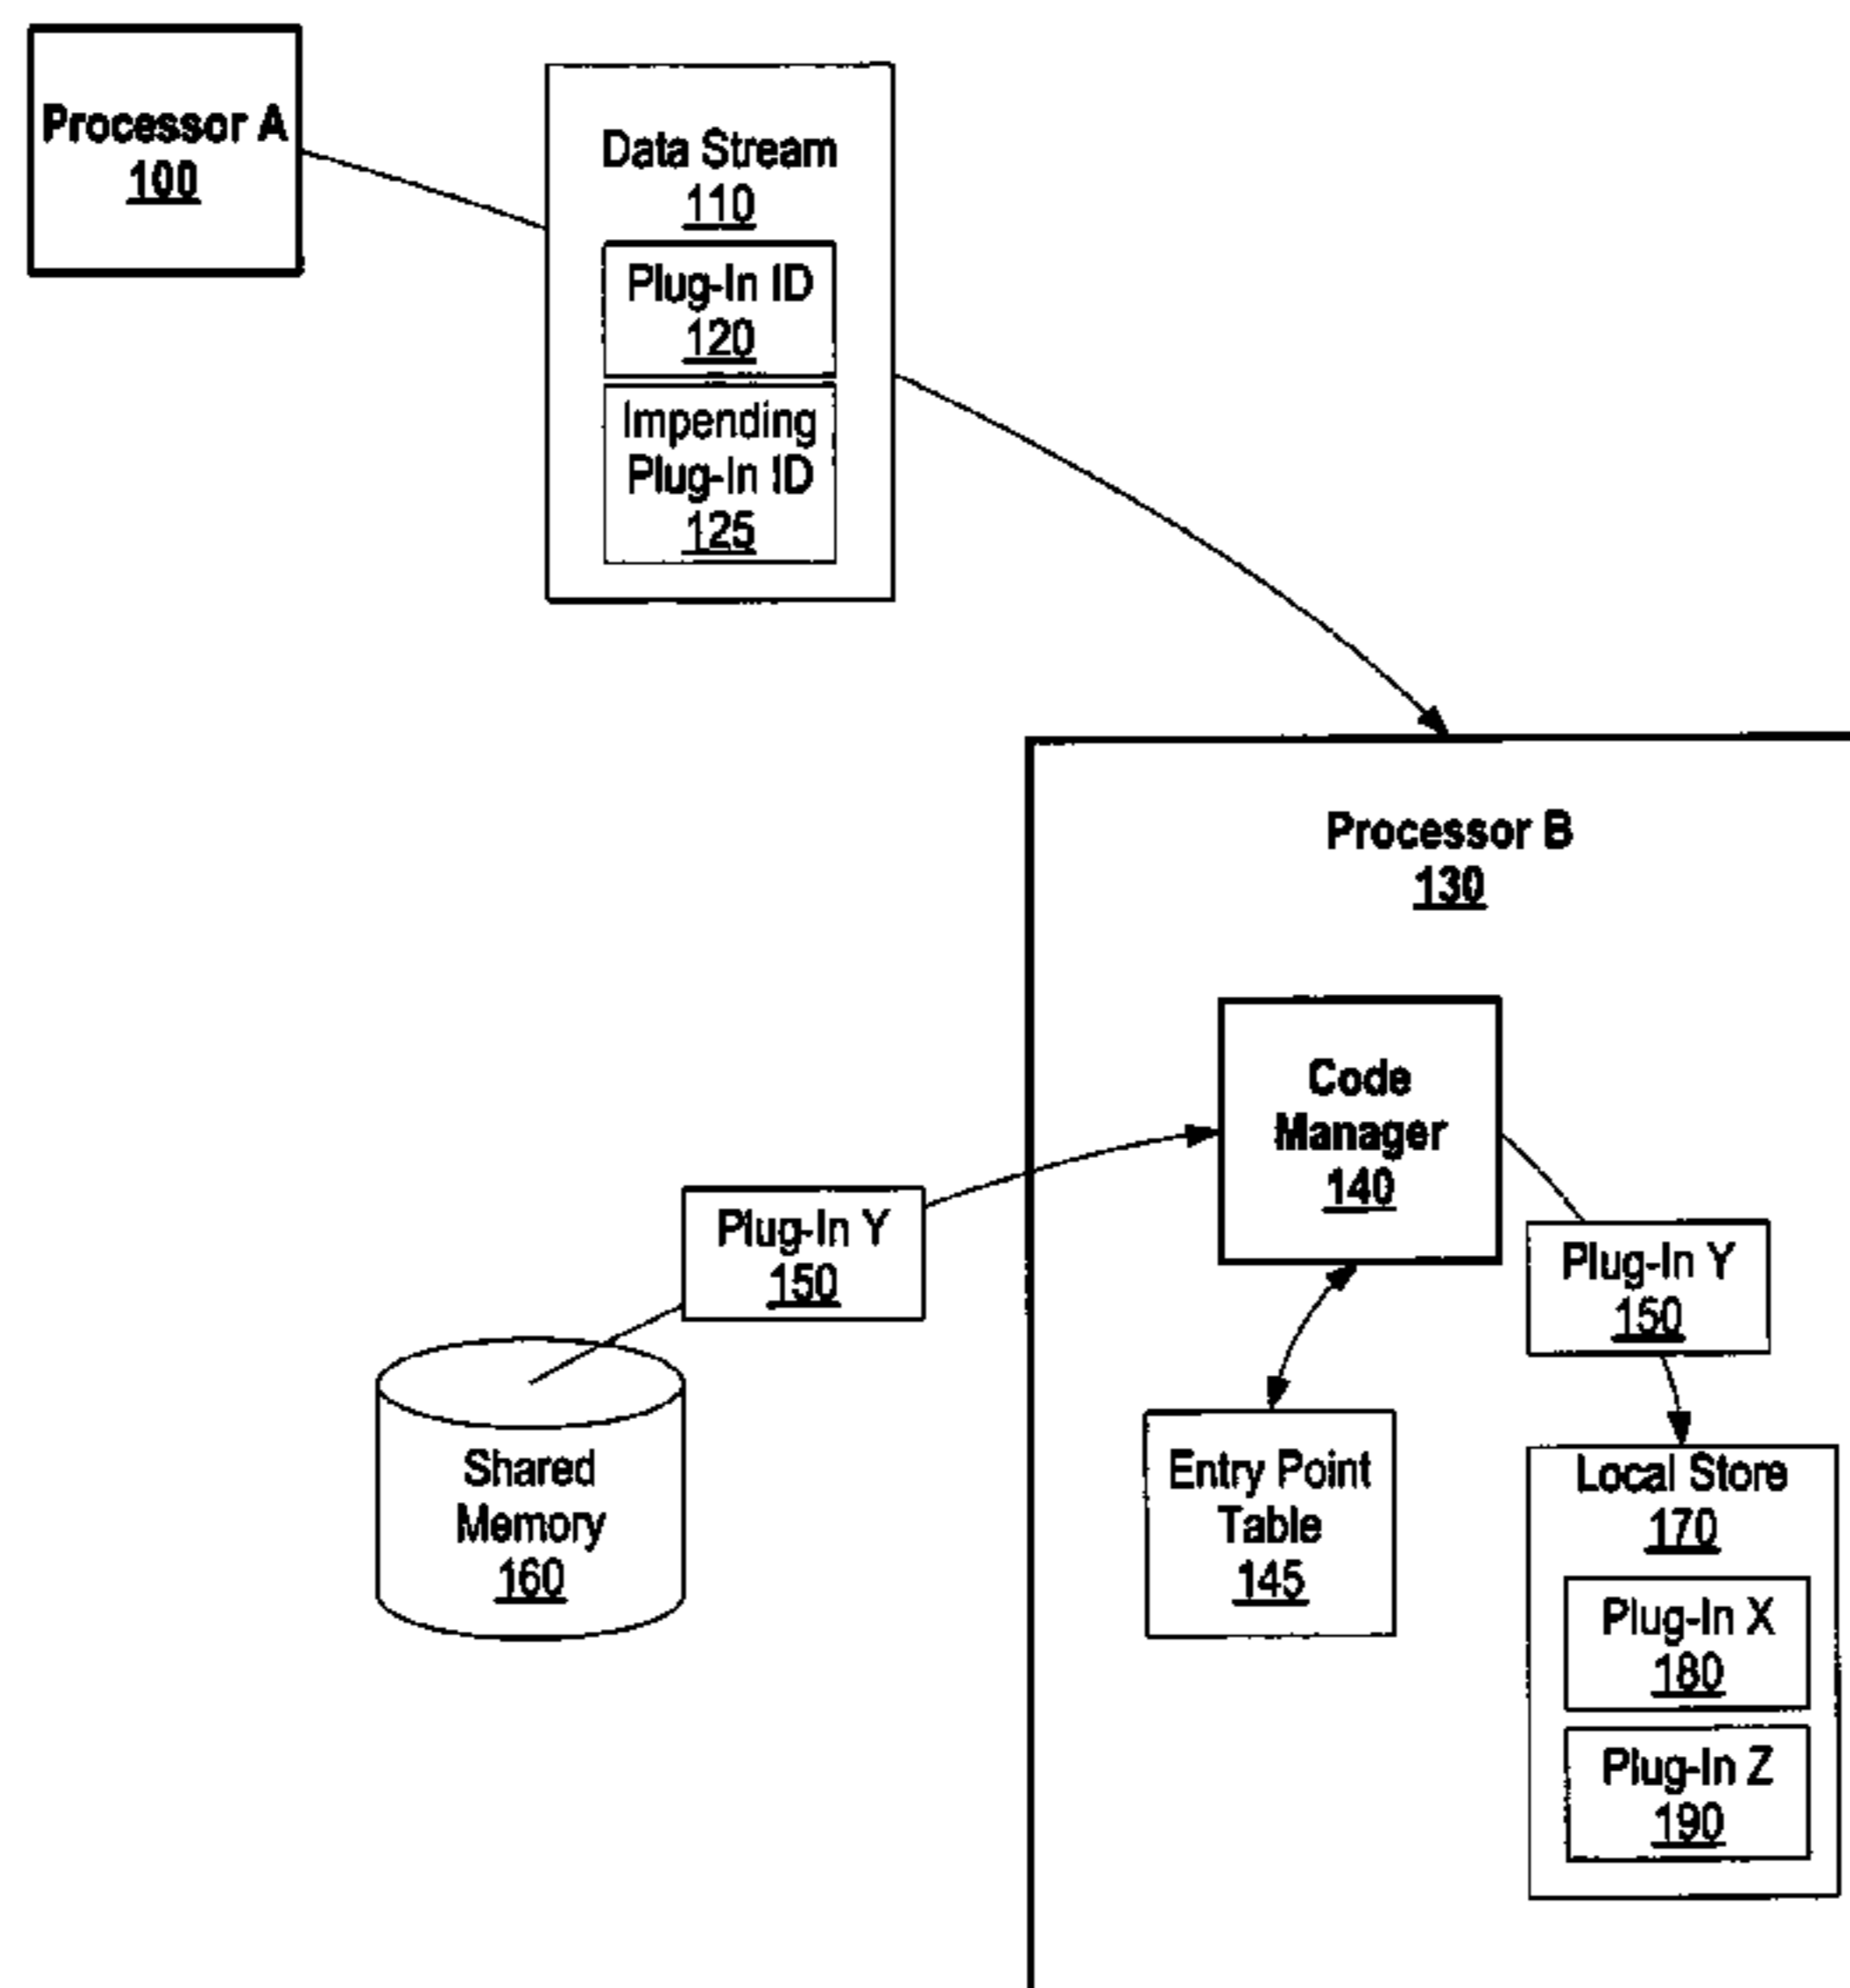 Processor A
100
Data Stream
110
Plug-In ID
120
Impending
Plug-In ID
125
Processor B
130
Code
Manager
140
Plug-In Y
150
Plug-In Y
150
Shared
Memory
160
Entry Point
Table
145
Local Store
170
Plug-In X
180
Plug-In Z
190